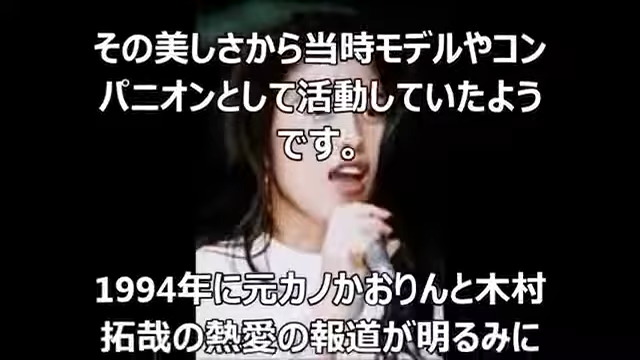 その美しさから当時モデルやコン
パニオンとして活動していたよう
です。
1994年に元カノかおりんと木村
拓哉の熱愛の報道が明るみに